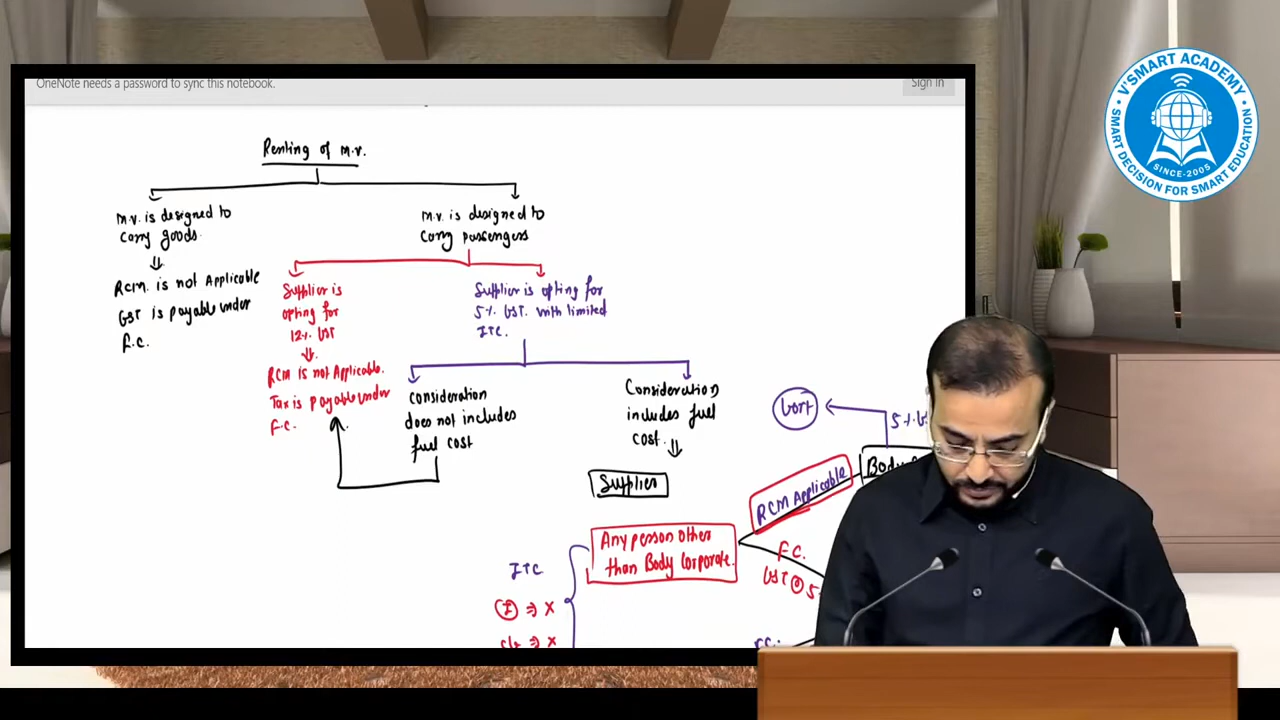 OneNote needs a password to sync this notebook.
Sign in
Renting of m.v.
m.v. is designed to
carry goods.
Rcm. is not Applicable
GST is payable under
F.C.
m.v. is designed to
carry passengers
Supplier is
opting for
12% GST
RCM is not Applicable.
Tax is payable under
F.C.
Supplier is opting for
5% GST. with limited
ITC.
consideration
does not includes
fuel cost
Consideration
includes fuel
cost.
Supplier
Any person other
than Body Corporate.
RCM Applicable
Govt
5%
Body
F.C.
GST @ 5
ITC
V'SMART ACADEMY
SINCE-2005
SMART DECISION FOR SMART EDUCATION